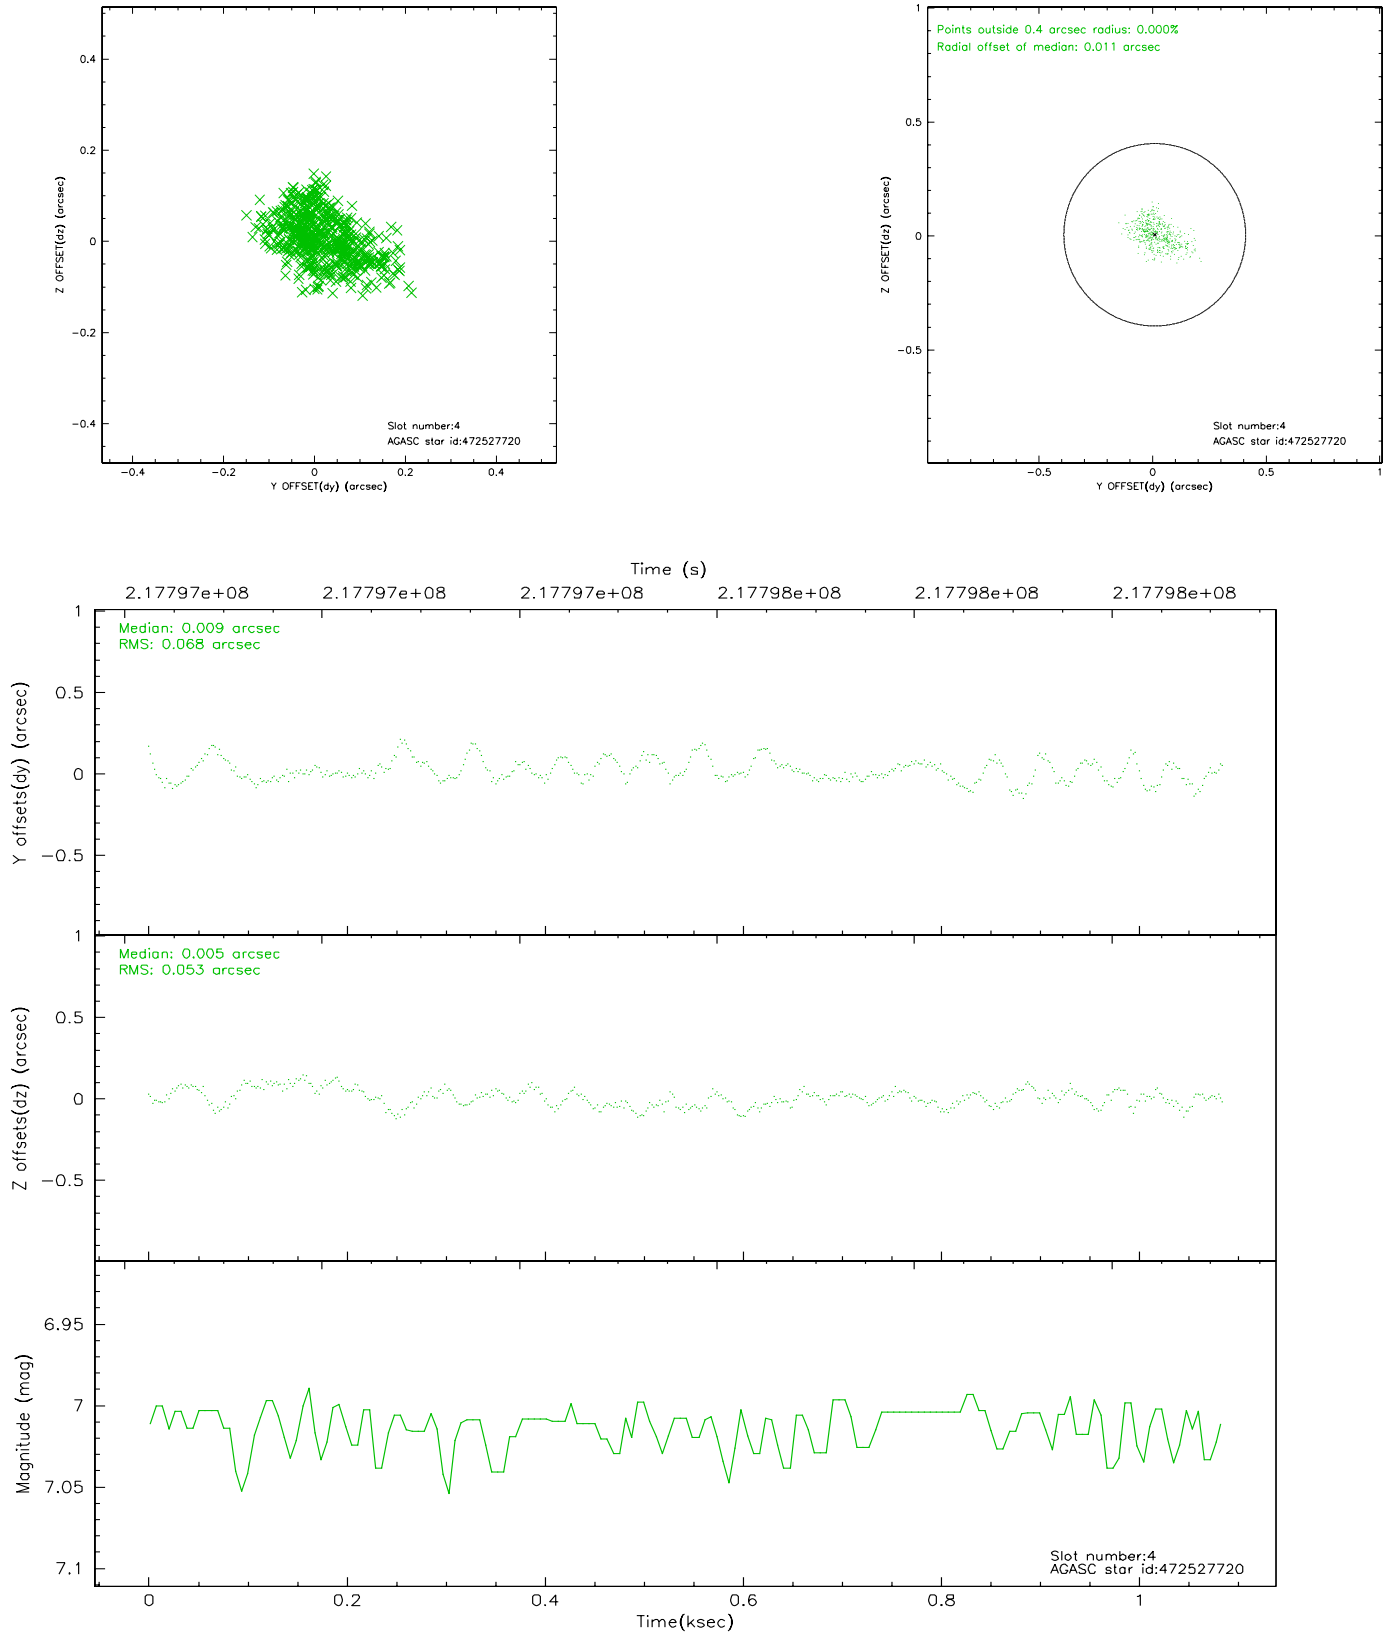 0.4
0.2
0
−0.2
−0.4
Z OFFSET(dz) (arcsec)
Slot number:4
AGASC star id:472527720
−0.4
−0.2
0
0.2
0.4
Y OFFSET(dy) (arcsec)
Points outside 0.4 arcsec radius: 0.000%
Radial offset of median: 0.011 arcsec
1
0.5
0
−0.5
Z OFFSET(dz) (arcsec)
Slot number:4
AGASC star id:472527720
−0.5
0
0.5
1
Y OFFSET(dy) (arcsec)
Time (s)
2.17797e+08
2.17797e+08
2.17797e+08
2.17798e+08
2.17798e+08
2.17798e+08
Median: 0.009 arcsec
RMS: 0.068 arcsec
1
0.5
0
−0.5
Y offsets(dy) (arcsec)
Median: 0.005 arcsec
RMS: 0.053 arcsec
1
0.5
0
−0.5
Z offsets(dz) (arcsec)
6.95
7
7.05
7.1
Magnitude (mag)
Slot number:4
AGASC star id:472527720
0
0.2
0.4
0.6
0.8
1
Time(ksec)